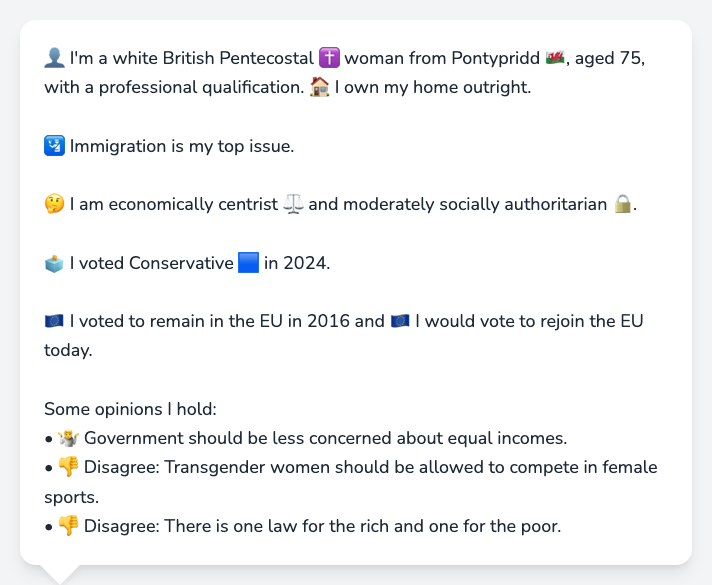 👤 I'm a white British Pentecostal ✝️ woman from Pontypridd 🏴󠁧󠁢󠁷󠁬󠁳󠁿, aged 75,
with a professional qualification. 🏠 I own my home outright.
🛂 Immigration is my top issue.
🤔 I am economically centrist ⚖️ and moderately socially authoritarian 🔒.
🗳️ I voted Conservative 🟦 in 2024.
🇪🇺 I voted to remain in the EU in 2016 and 🇪🇺 I would vote to rejoin the EU
today.
Some opinions I hold:
• 🤷 Government should be less concerned about equal incomes.
• 👎 Disagree: Transgender women should be allowed to compete in female
sports.
• 👎 Disagree: There is one law for the rich and one for the poor.